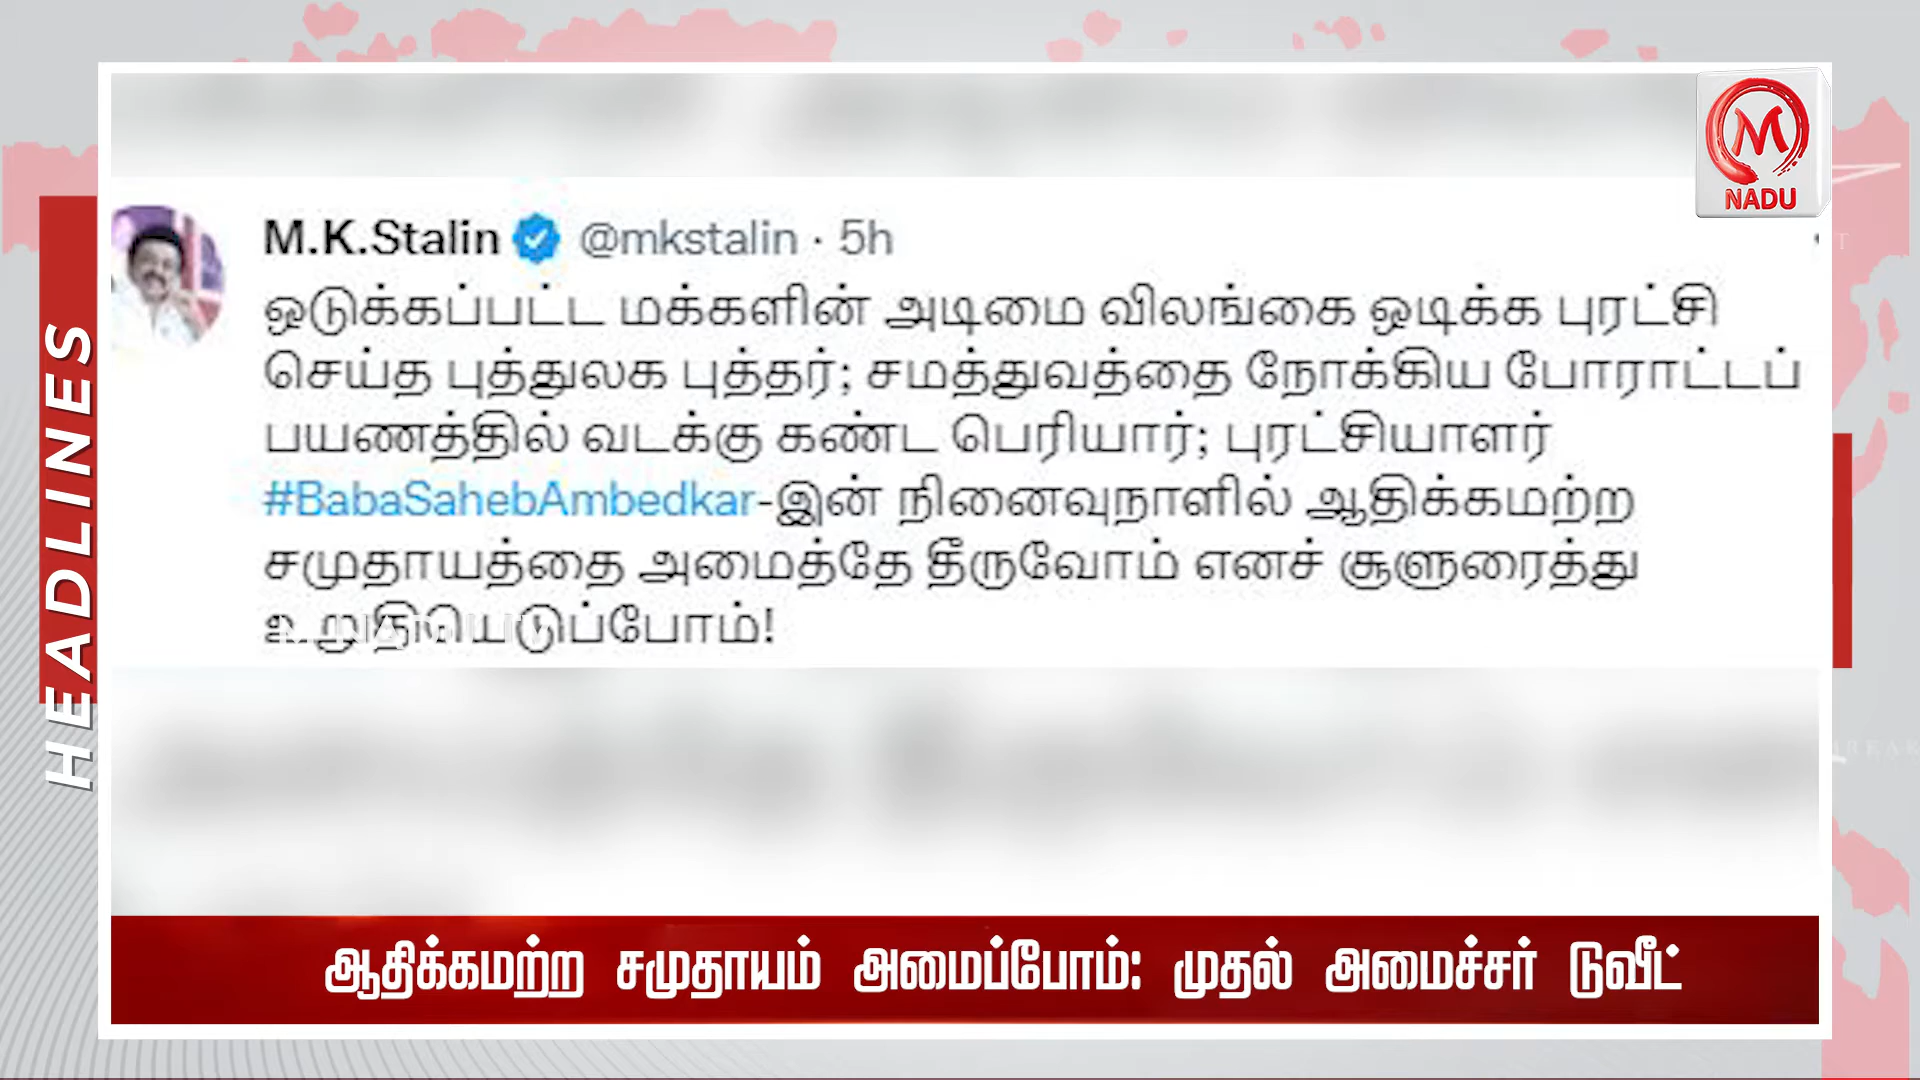 HEADLINES
M
NADU
M.K.Stalin @mkstalin · 5h
ஒடுக்கப்பட்ட மக்களின் அடிமை விலங்கை ஒடிக்க புரட்சி
செய்த புத்துலக புத்தர்; சமத்துவத்தை நோக்கிய போராட்டப்
பயணத்தில் வடக்கு கண்ட பெரியார்; புரட்சியாளர்
#BabaSahebAmbedkar-இன் நினைவுநாளில் ஆதிக்கமற்ற
சமுதாயத்தை அமைத்தே தீருவோம் எனச் சூளுரைத்து
உறுதியெடுப்போம்!
ஆதிக்கமற்ற சமுதாயம் அமைப்போம்: முதல் அமைச்சர் டுவீட்